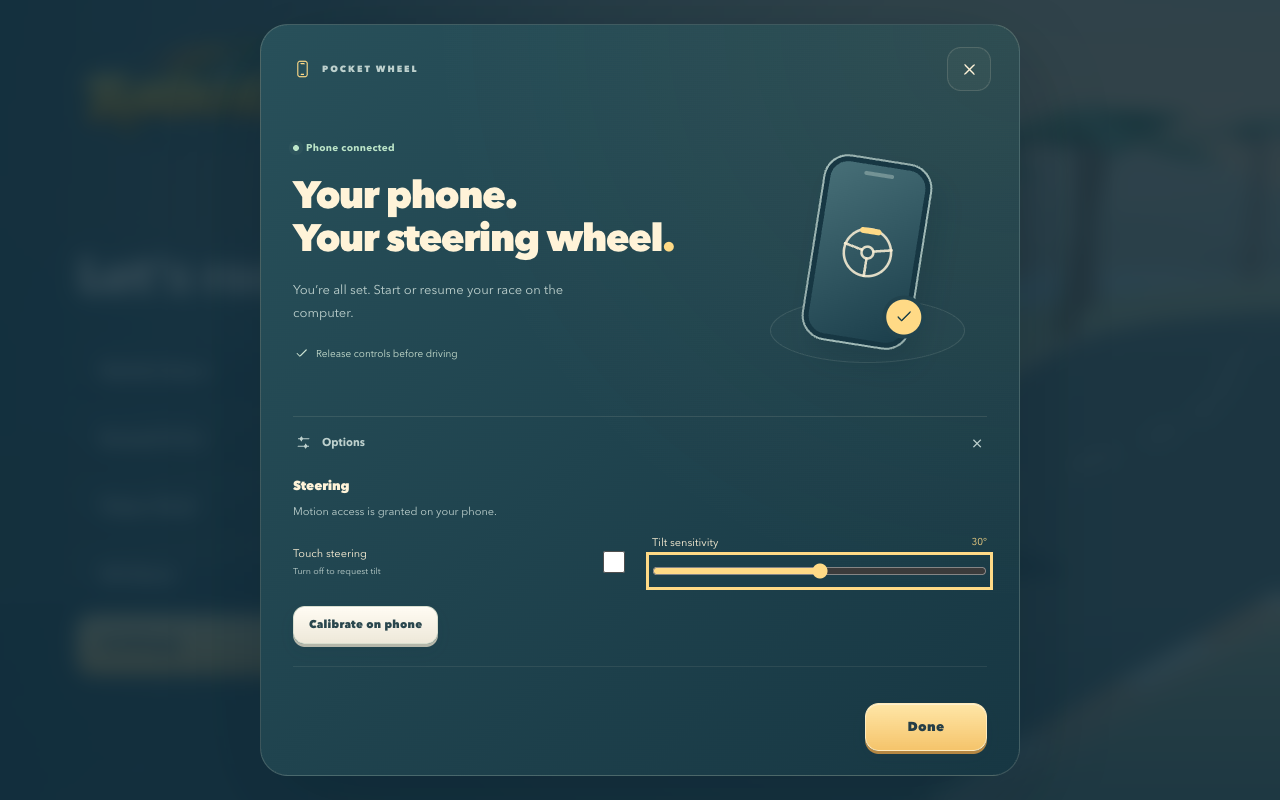 POCKET WHEEL
Phone connected
Your phone.
Your steering wheel.
You're all set. Start or resume your race on the
computer.
Release controls before driving
Options
Steering
Motion access is granted on your phone.
Touch steering
Turn off to request tilt
Tilt sensitivity
30°
Calibrate on phone
Done